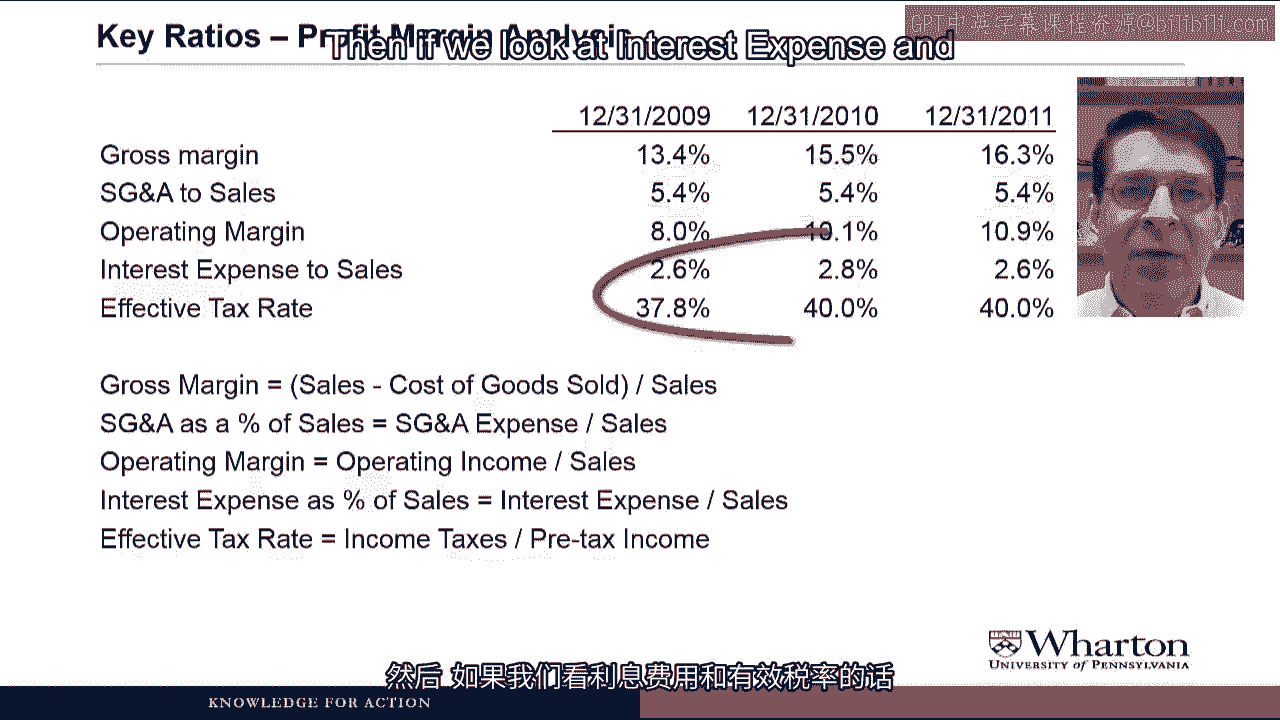 GPT中英字幕课程资源@bilibili.com
Key Ratios – Profit Margin Analysis
Then if we look at Interest Expense and
12/31/2009 12/31/2010 12/31/2011
Gross margin 13.4% 15.5% 16.3%
SG&A to Sales 5.4% 5.4% 5.4%
Operating Margin 8.0% 10.1% 10.9%
Interest Expense to Sales 2.6% 2.8% 2.6%
Effective Tax Rate 37.8% 40.0% 40.0%
Gross Margin = (Sales - Cost of Goods Sold) / Sales
SG&A as a % of Sales = SG&A Expense / Sales
Operating Margin = Operating Income / Sales
Interest Expense as % of Sales = Interest Expense / Sales
Effective Tax Rate = Income Taxes / Pre-tax Income
Wharton
UNIVERSITY of PENNSYLVANIA
然后 如果我们看利息费用和有效税率的话
KNOWLEDGE FOR ACTION